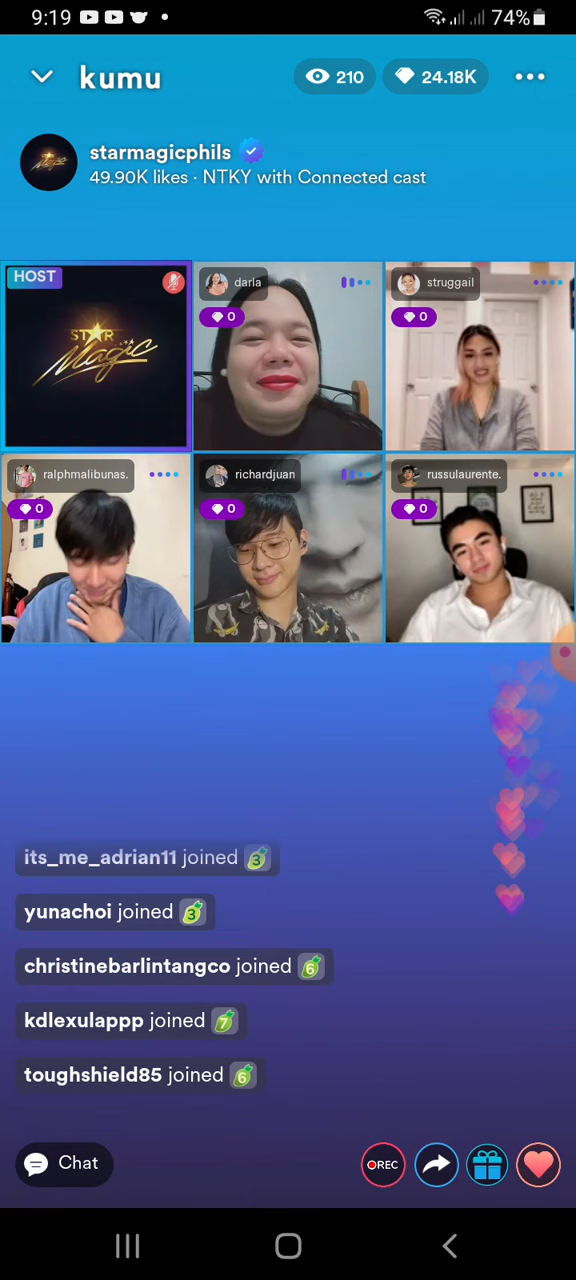 9:19
74%
kumu
210
24.18K
starmagicphils
49.90K likes · NTKY with Connected cast
HOST
STAR
Magic
darla
0
struggail
0
ralphmalibunas.
0
richardjuan
0
russulaurente.
0
its_me_adrian11 joined 3
yunachoi joined 3
christinebarlintangco joined 6
kdlexulappp joined 7
toughshield85 joined 6
Chat
REC